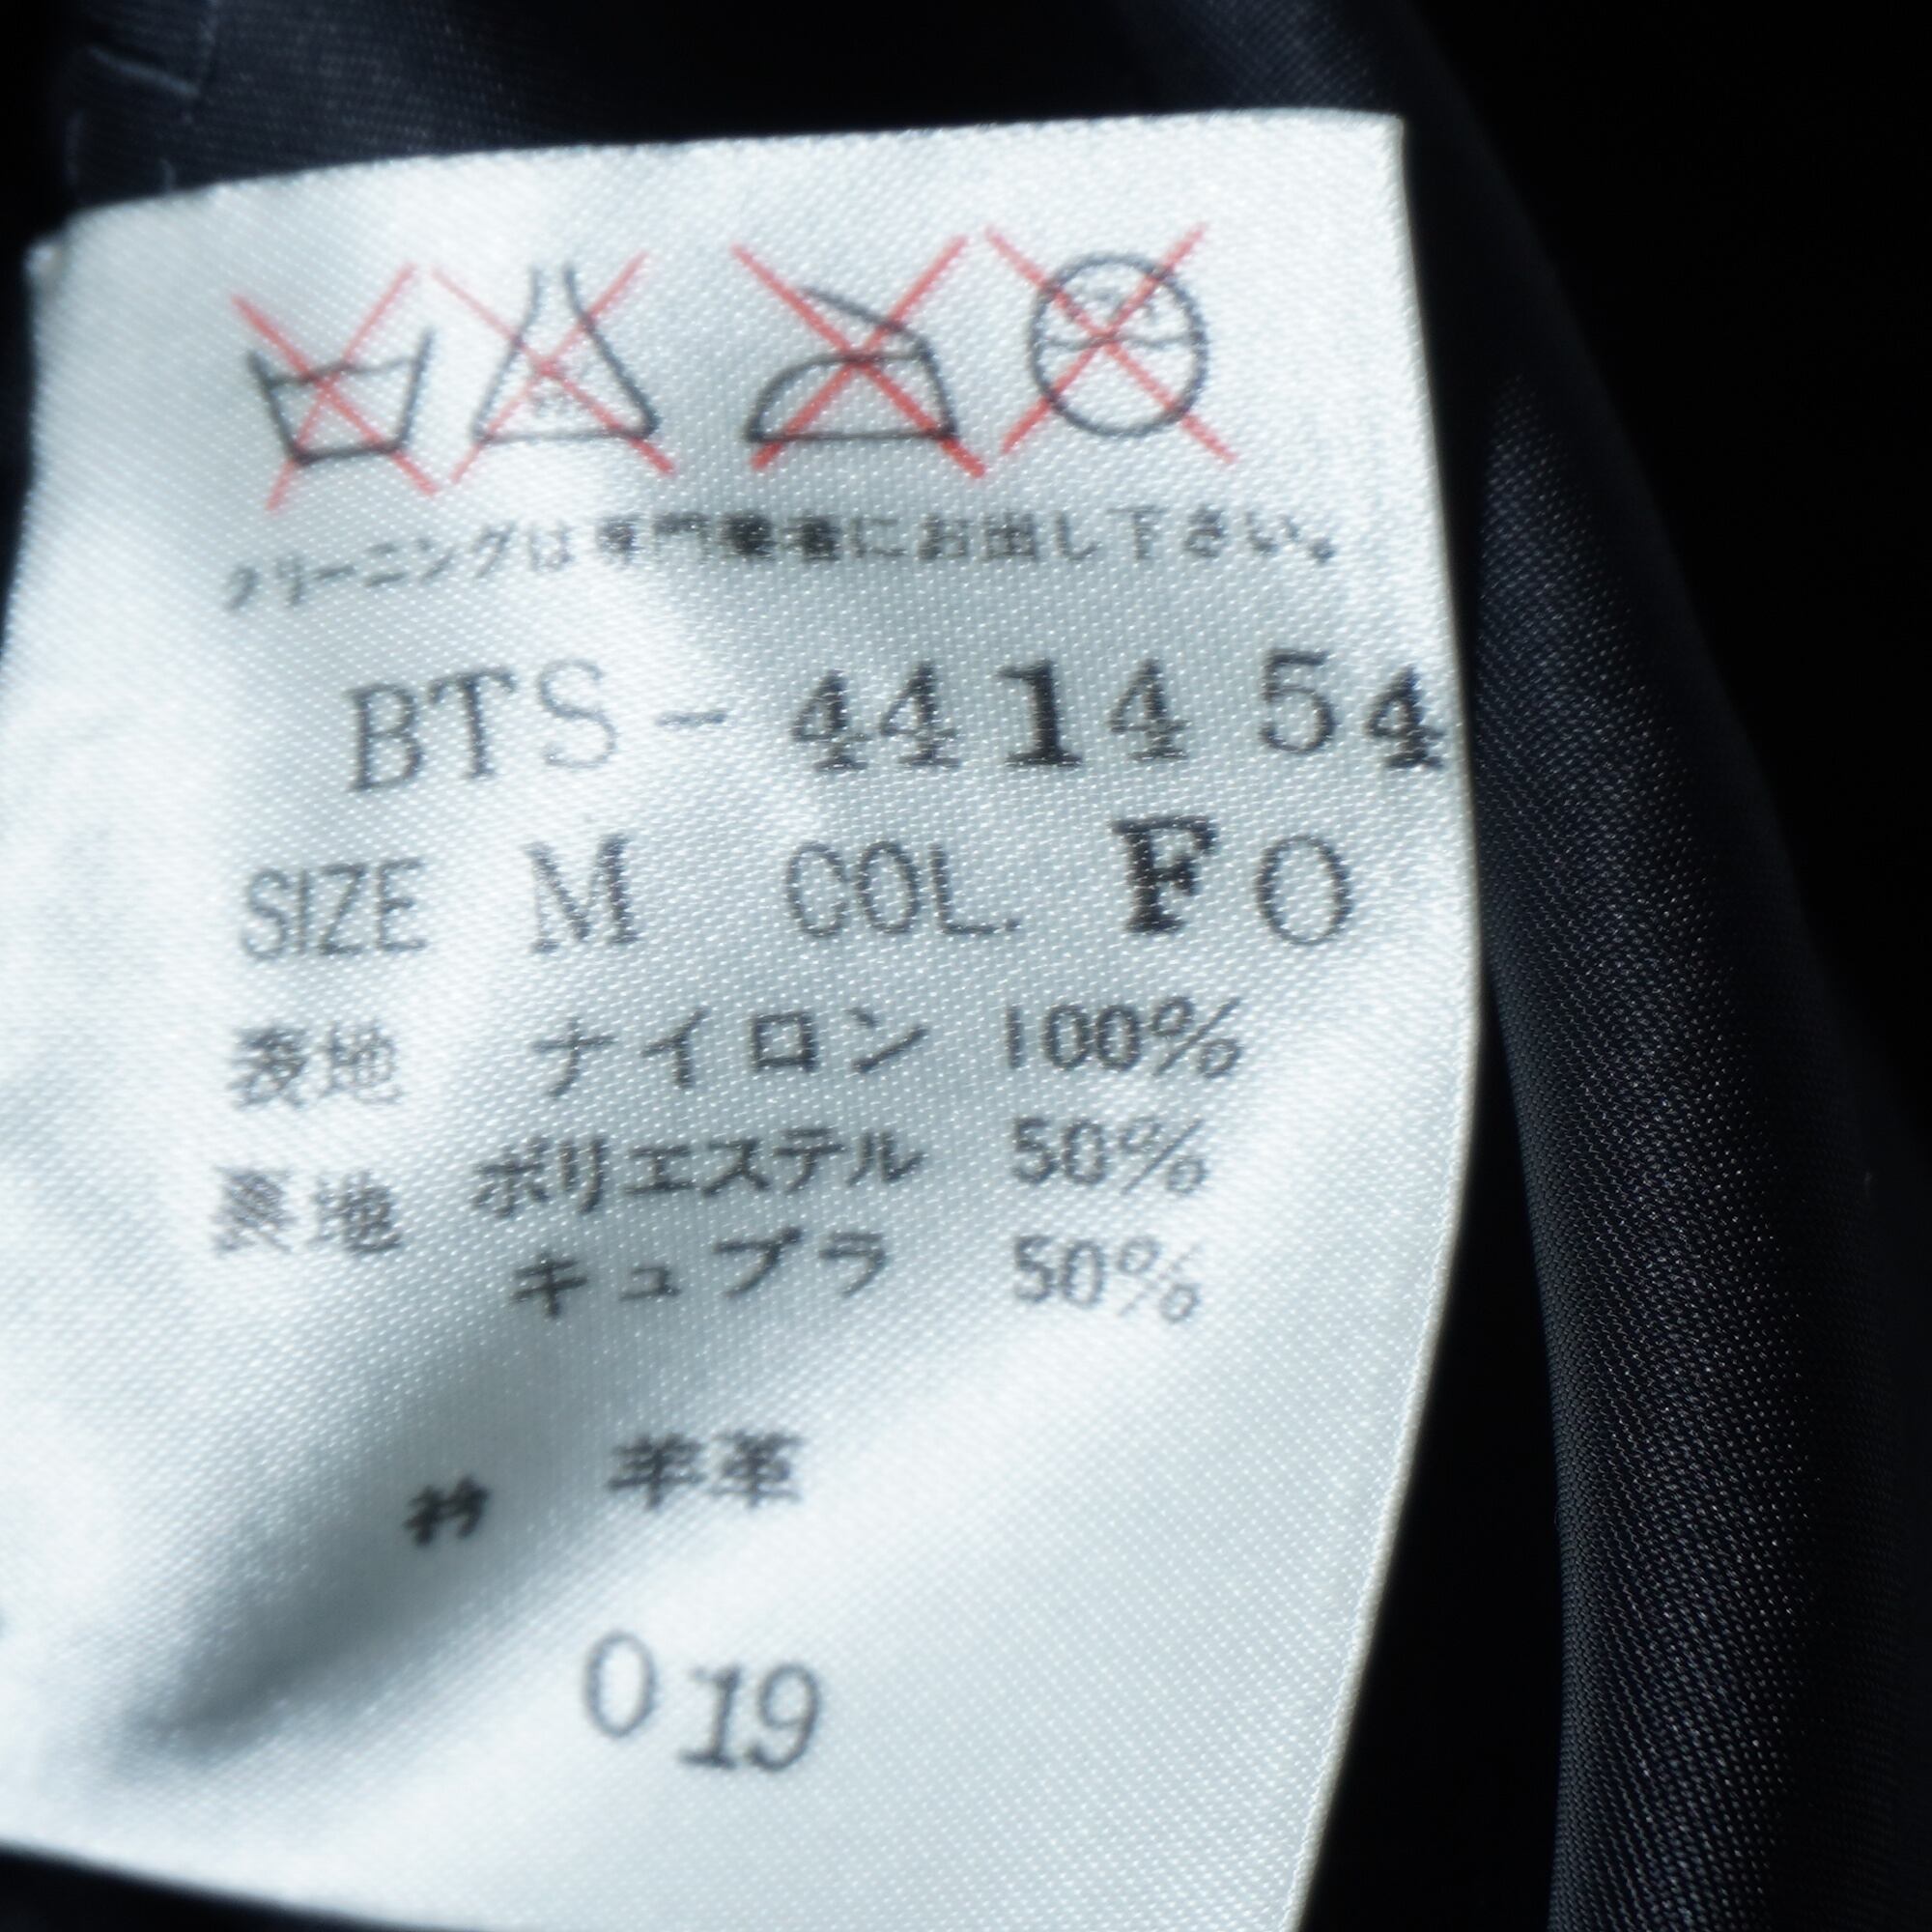 クリーニングは専門業者にお出し下さい。
BTS-441454
SIZE M COL. FO
表地 ナイロン 100%
裏地 ポリエステル 50%
キュプラ 50%
衿 羊革
019